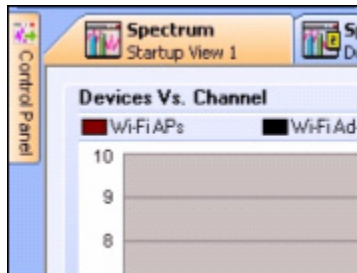 Control Panel
Spectrum
Startup View 1
Devices Vs. Channel
Wi-Fi APs
Wi-Fi Ad
10
9
8